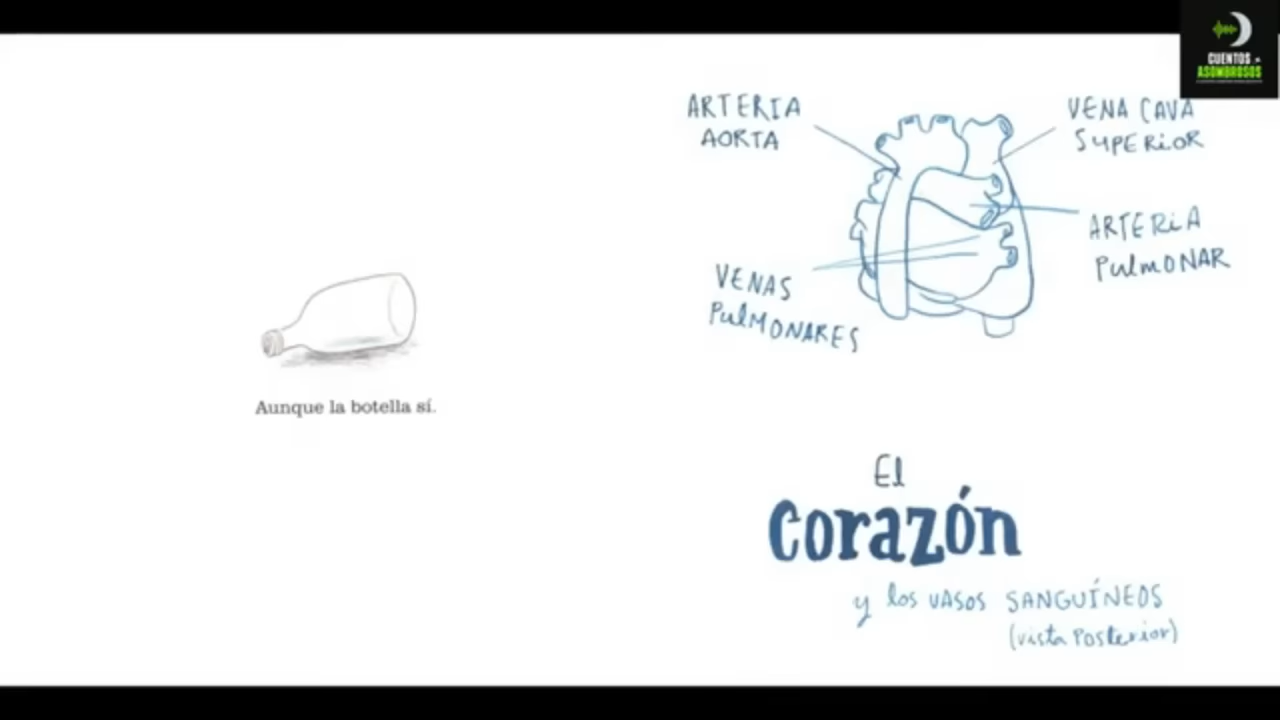 Aunque la botella sí.
ARTERIA
AORTA
VENA CAVA
SUPERiOR
ARTERiA
PulmONAR
VENAS
PulMONARES
El
Corazón
y los VASOS SANGUÍNEOS
(vista Posterior)
CUENTOS
ASOMBROSOS